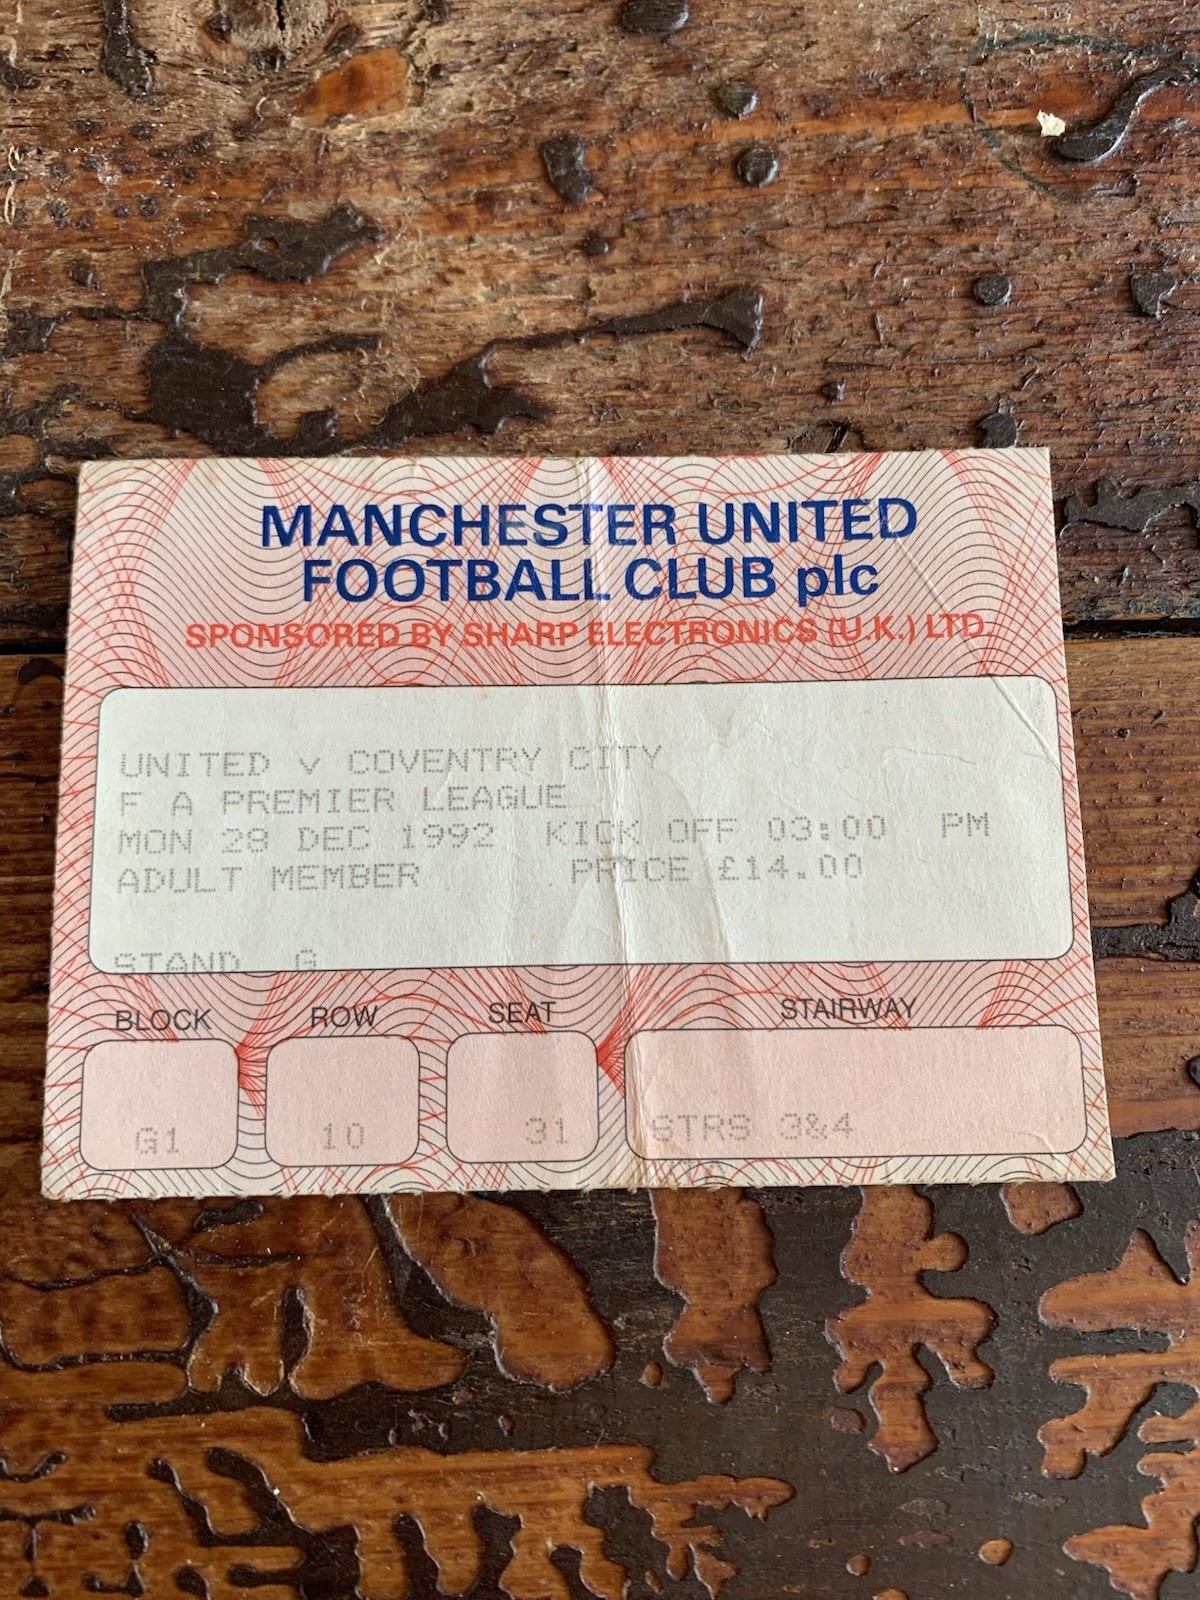 MANCHESTER UNITED
FOOTBALL CLUB plc
SPONSORED BY SHARP ELECTRONICS (U.K.) LTD.
UNITED v COVENTRY CITY
F A PREMIER LEAGUE
MON 28 DEC 1992 KICK OFF 03:00 PM
ADULT MEMBER PRICE £14.00
STAND G
BLOCK ROW SEAT STAIRWAY
G1 10 31 STRS 3&4